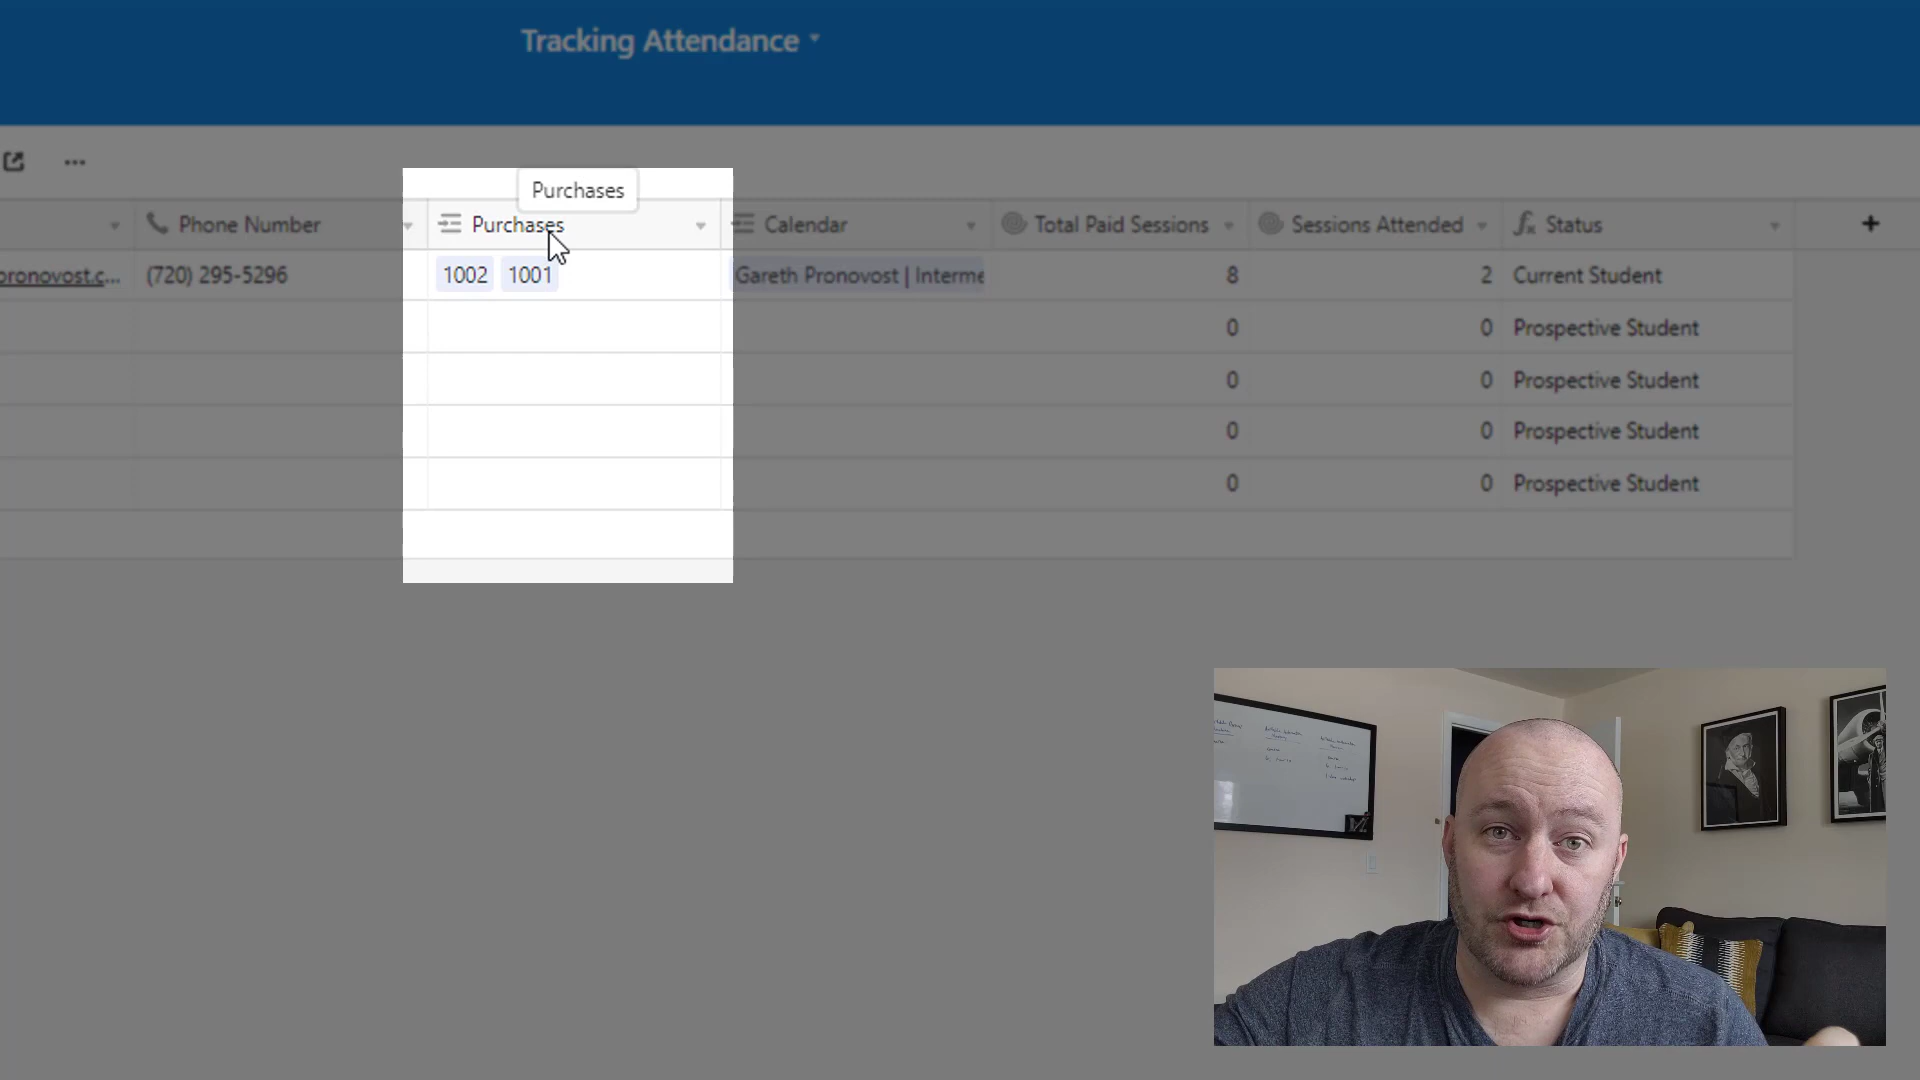 Tracking Attendance
Purchases
Phone Number
Purchases
Calendar
Total Paid Sessions
Sessions Attended
Status
pronovost.c...
(720) 295-5296
1002
1001
Gareth Pronovost | Interme
8
2
Current Student
0
0
Prospective Student
0
0
Prospective Student
0
0
Prospective Student
0
0
Prospective Student